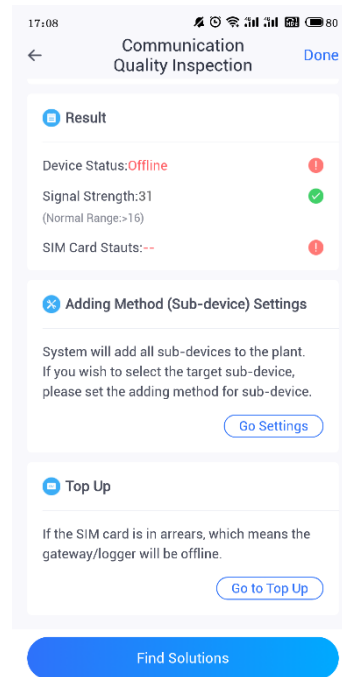 17:08
80
Communication
Quality Inspection
Done
Result
Device Status:Offline
Signal Strength:31
(Normal Range:>16)
SIM Card Stauts:--
Adding Method (Sub-device) Settings
System will add all sub-devices to the plant.
If you wish to select the target sub-device,
please set the adding method for sub-device.
Go Settings
Top Up
If the SIM card is in arrears, which means the
gateway/logger will be offline.
Go to Top Up
Find Solutions